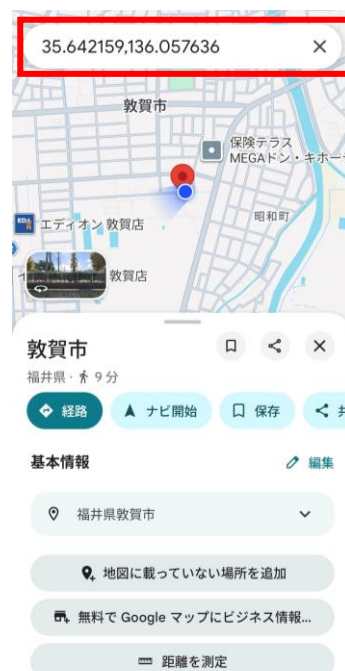 35.642159,136.057636
敦賀市
保険テラス
MEGAドン・キホー
昭和町
エディオン 敦賀店
敦賀店
敦賀市
福井県・ 9 分
経路
ナビ開始
保存
基本情報
編集
福井県敦賀市
地図に載っていない場所を追加
無料で Google マップにビジネス情報...
距離を測定